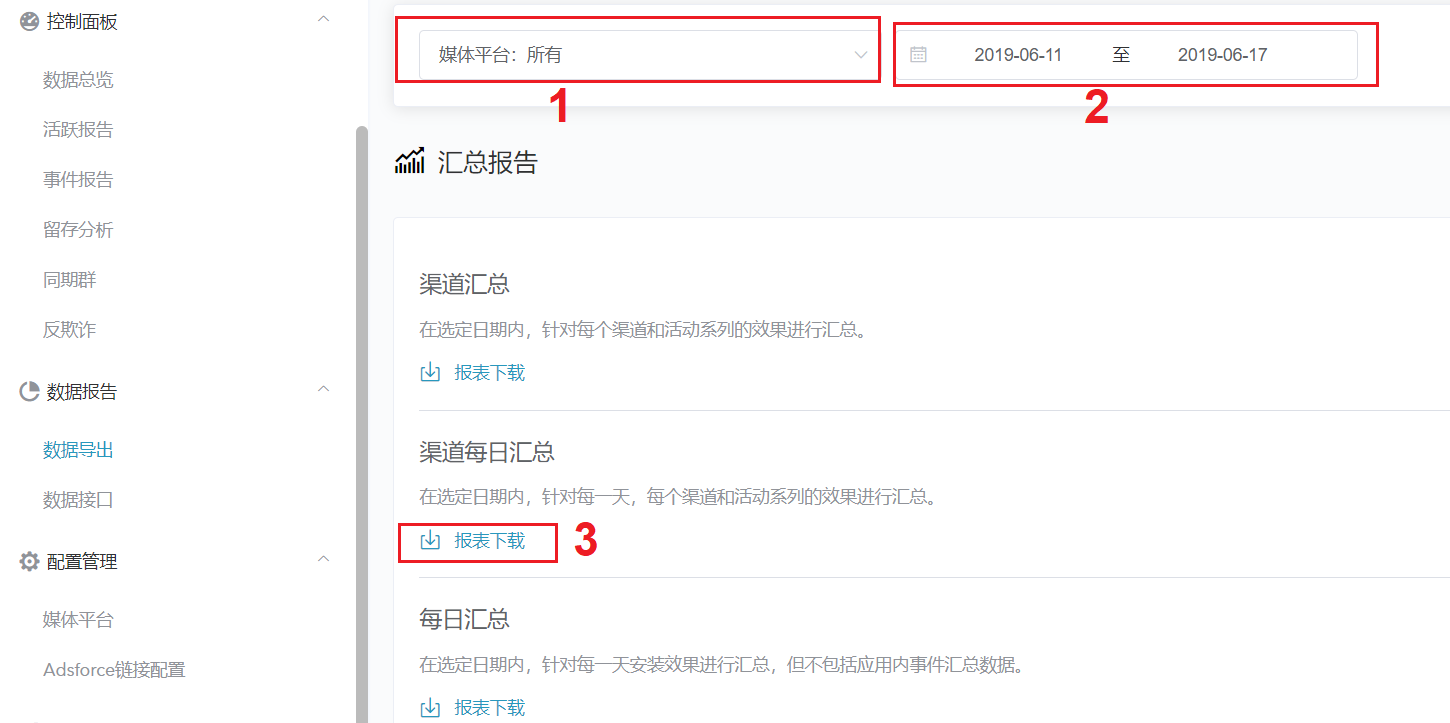 控制面板
数据总览
活跃报告
事件报告
留存分析
同期群
反欺诈
数据报告
数据导出
数据接口
配置管理
媒体平台
Adsforce链接配置
媒体平台：所有
1
2019-06-11 至 2019-06-17
2
汇总报告
渠道汇总
在选定日期内，针对每个渠道和活动系列的效果进行汇总。
报表下载
渠道每日汇总
在选定日期内，针对每一天，每个渠道和活动系列的效果进行汇总。
报表下载
3
每日汇总
在选定日期内，针对每一天安装效果进行汇总，但不包括应用内事件汇总数据。
报表下载